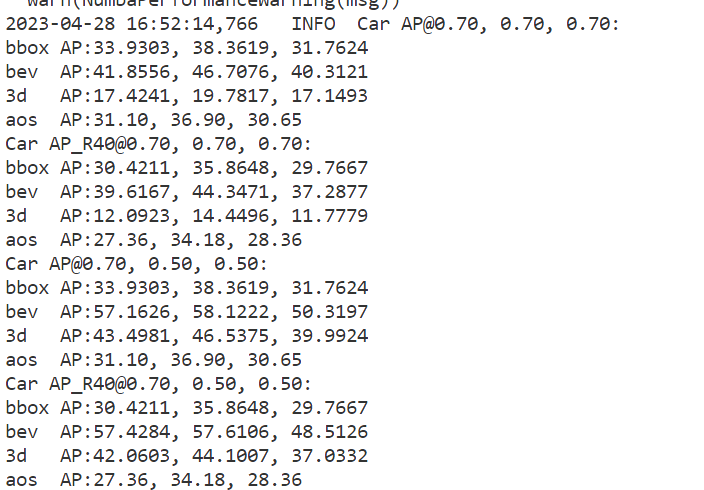 warn(NumbaPerformanceWarning(msg))
2023-04-28 16:52:14,766   INFO  Car AP@0.70, 0.70, 0.70:
bbox AP:33.9303, 38.3619, 31.7624
bev  AP:41.8556, 46.7076, 40.3121
3d   AP:17.4241, 19.7817, 17.1493
aos  AP:31.10, 36.90, 30.65
Car AP_R40@0.70, 0.70, 0.70:
bbox AP:30.4211, 35.8648, 29.7667
bev  AP:39.6167, 44.3471, 37.2877
3d   AP:12.0923, 14.4496, 11.7779
aos  AP:27.36, 34.18, 28.36
Car AP@0.70, 0.50, 0.50:
bbox AP:33.9303, 38.3619, 31.7624
bev  AP:57.1626, 58.1222, 50.3197
3d   AP:43.4981, 46.5375, 39.9924
aos  AP:31.10, 36.90, 30.65
Car AP_R40@0.70, 0.50, 0.50:
bbox AP:30.4211, 35.8648, 29.7667
bev  AP:57.4284, 57.6106, 48.5126
3d   AP:42.0603, 44.1007, 37.0332
aos  AP:27.36, 34.18, 28.36